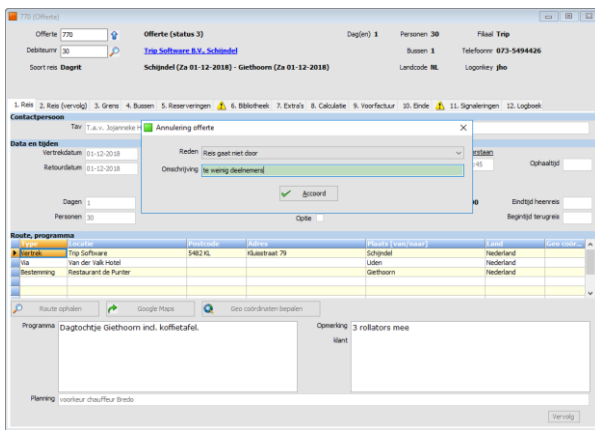 770 (Offerte)
Offerte 770 Offerte (status 3) Dag(en) 1 Personen 30 Filiaal Trip
Debiteurnr 30 Trip Software B.V., Schijndel Bussen 1 Telefoonnr 073-5494426
Soort reis Dagrit Schijndel (Za 01-12-2018) - Giethoorn (Za 01-12-2018) Landcode NL Logonkey jho
1. Reis 2. Reis (vervolg) 3. Grens 4. Bussen 5. Reserveringen 6. Bibliotheek 7. Extra's 8. Calculatie 9. Voorfactuur 10. Einde 11. Signaleringen 12. Logboek
Contactpersoon
Tav T.a.v. Jojanneke H
Annulering offerte
Data en tijden
Vertrekdatum 01-12-2018
Reden Reis gaat niet door
Ophaaltijd
Retourdatum 01-12-2018
Omschrijving te weinig deelnemers
Accoord
Dagen 1 Eindtijd heenreis
Personen 30 Optie Begintijd terugreis
Route, programma
Type Locatie Postcode Adres Plaats [van/naar] Land Geo coör...
Vertrek Trip Software 5482 KL Kluisstraat 79 Schijndel Nederland
Via Van der Valk Hotel Uden Nederland
Bestemming Restaurant de Punter Giethoorn Nederland
Route ophalen Google Maps Geo coördinaten bepalen
Programma Dagtochtje Giethoorn incl. koffietafel. Opmerking klant 3 rollators mee
Planning voorkeur chauffeur Bredo
Vervolg